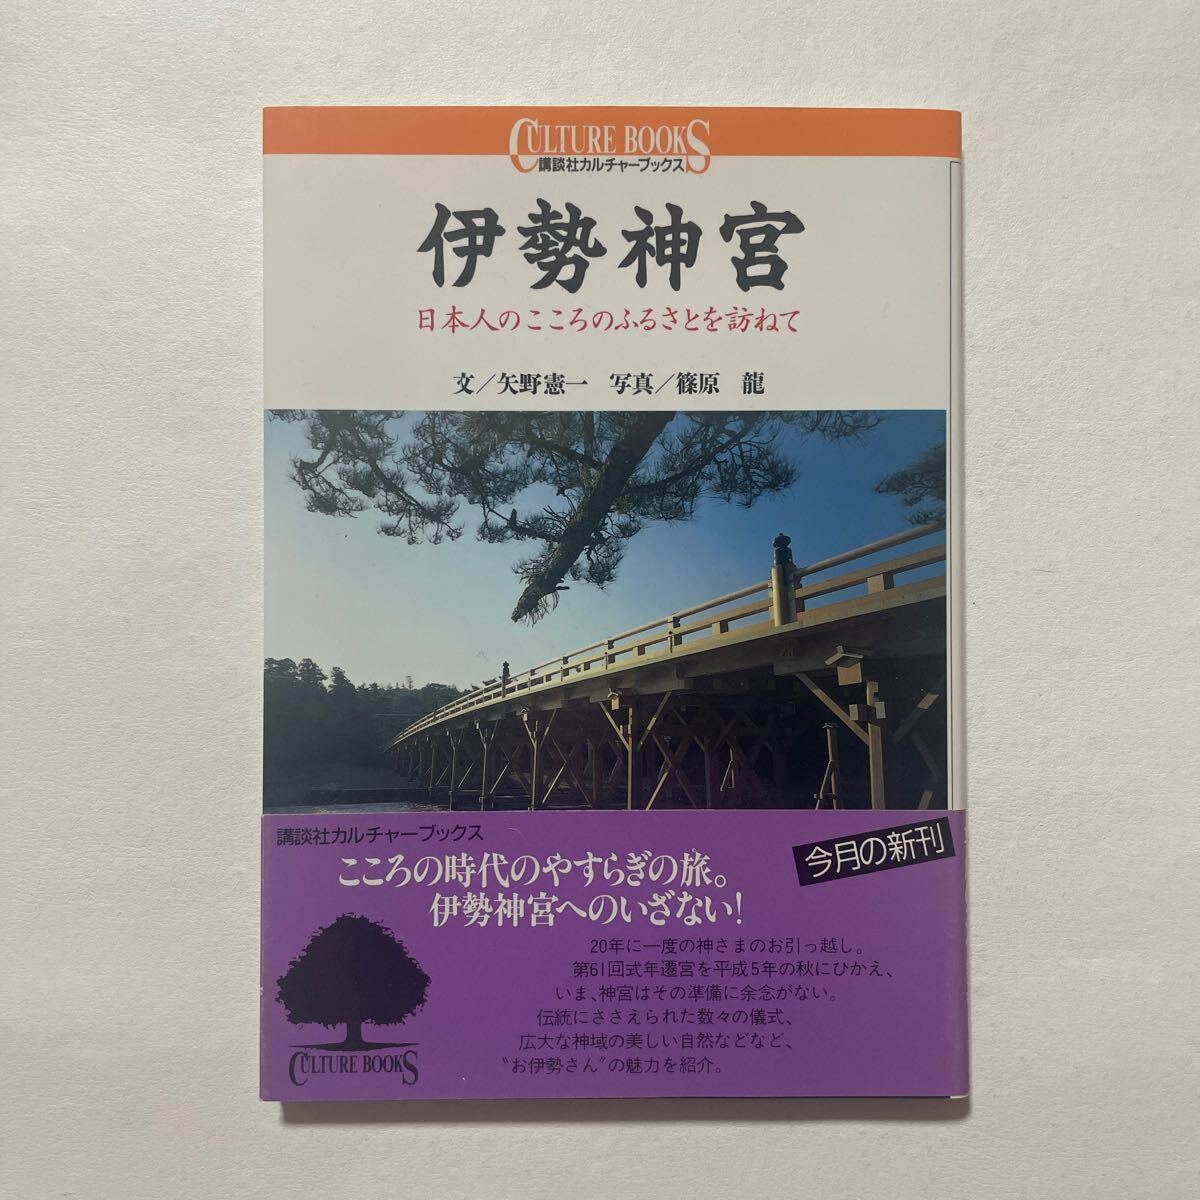 CULTURE BOOKS
講談社カルチャーブックス
伊勢神宮
日本人のこころのふるさとを訪ねて
文／矢野憲一　写真／篠原　龍
講談社カルチャーブックス
今月の新刊
こころの時代のやすらぎの旅。
伊勢神宮へのいざない!
20年に一度の神さまのお引っ越し。
第61回式年遷宮を平成5年の秋にひかえ、
いま、神宮はその準備に余念がない。
伝統にささえられた数々の儀式、
広大な神域の美しい自然などなど、
〝お伊勢さん〟の魅力を紹介。
CULTURE BOOKS